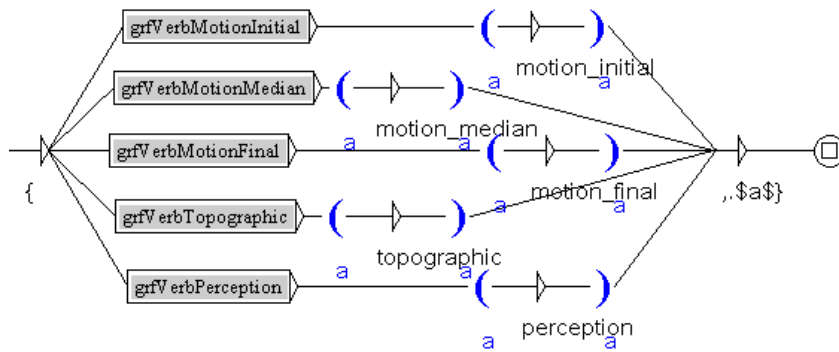 grfVerbMotionInitial ( )
motion_initial
a a
grfVerbMotionMedian ( )
motion_median
a a
grfVerbMotionFinal ( )
motion_final
a a
{ ,.$a$}
grfVerbTopographic ( )
topographic
a a
grfVerbPerception ( )
perception
a a